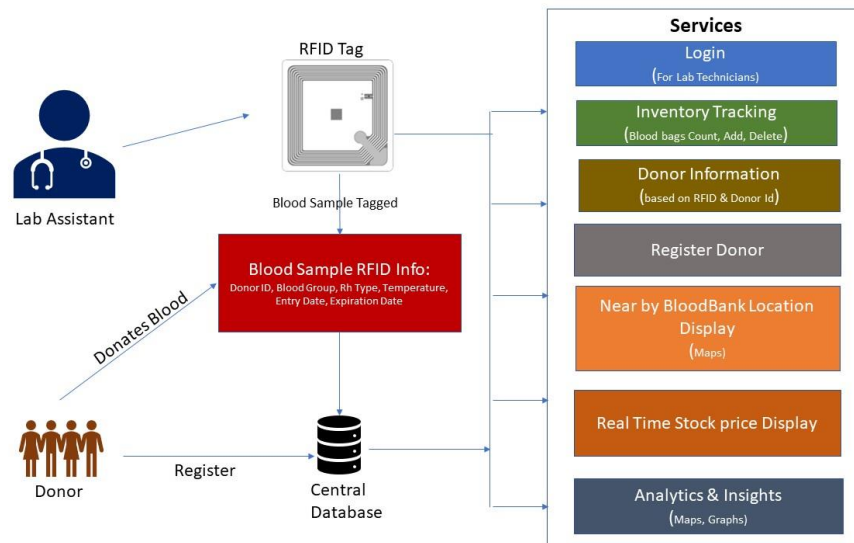 RFID Tag
Lab Assistant
Blood Sample Tagged
Blood Sample RFID Info:
Donor ID, Blood Group, Rh Type, Temperature,
Entry Date, Expiration Date
Donates Blood
Donor
Register
Central
Database
Services
Login
(For Lab Technicians)
Inventory Tracking
(Blood bags Count, Add, Delete)
Donor Information
(based on RFID & Donor Id)
Register Donor
Near by BloodBank Location
Display
(Maps)
Real Time Stock price Display
Analytics & Insights
(Maps, Graphs)